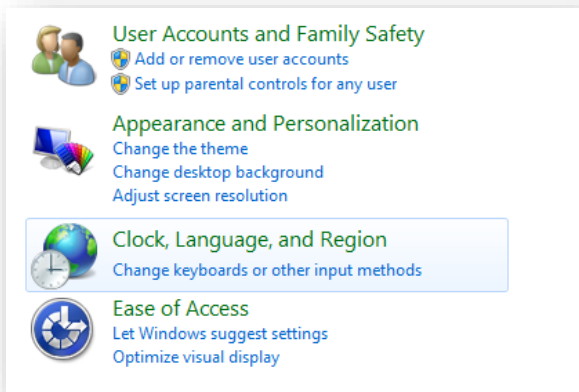 User Accounts and Family Safety
Add or remove user accounts
Set up parental controls for any user
Appearance and Personalization
Change the theme
Change desktop background
Adjust screen resolution
Clock, Language, and Region
Change keyboards or other input methods
Ease of Access
Let Windows suggest settings
Optimize visual display